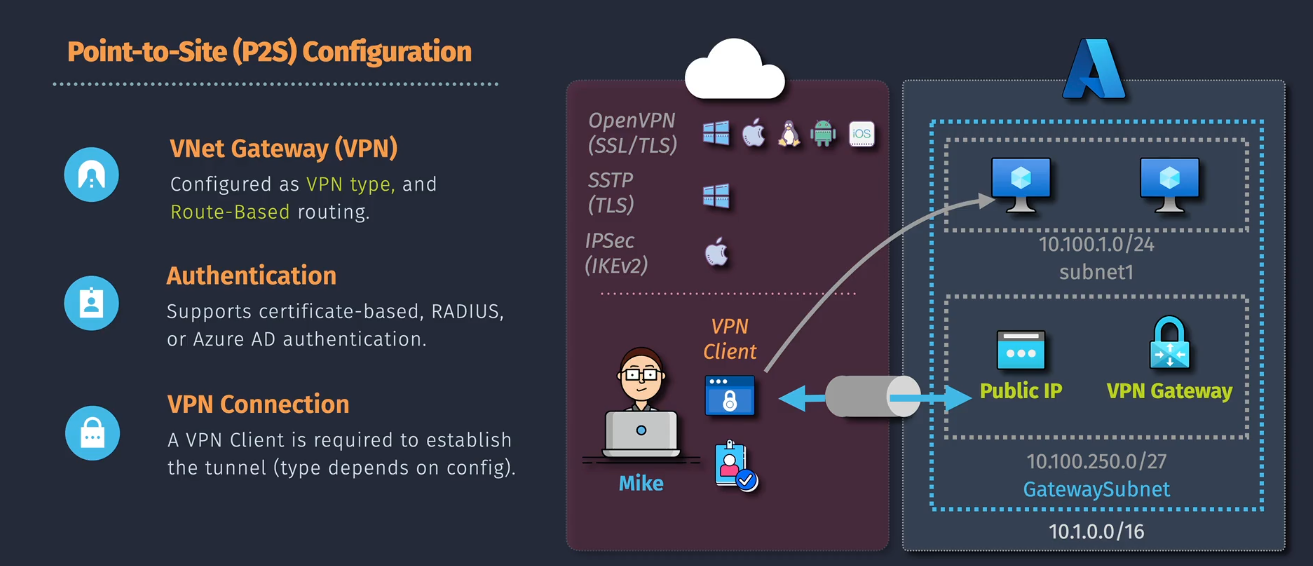 Point-to-Site (P2S) Configuration
VNet Gateway (VPN)
Configured as VPN type, and
Route-Based routing.
Authentication
Supports certificate-based, RADIUS,
or Azure AD authentication.
VPN Connection
A VPN Client is required to establish
the tunnel (type depends on config).
OpenVPN
(SSL/TLS)
iOS
SSTP
(TLS)
IPSec
(IKEv2)
VPN
Client
Mike
10.100.1.0/24
subnet1
Public IP
VPN Gateway
10.100.250.0/27
GatewaySubnet
10.1.0.0/16